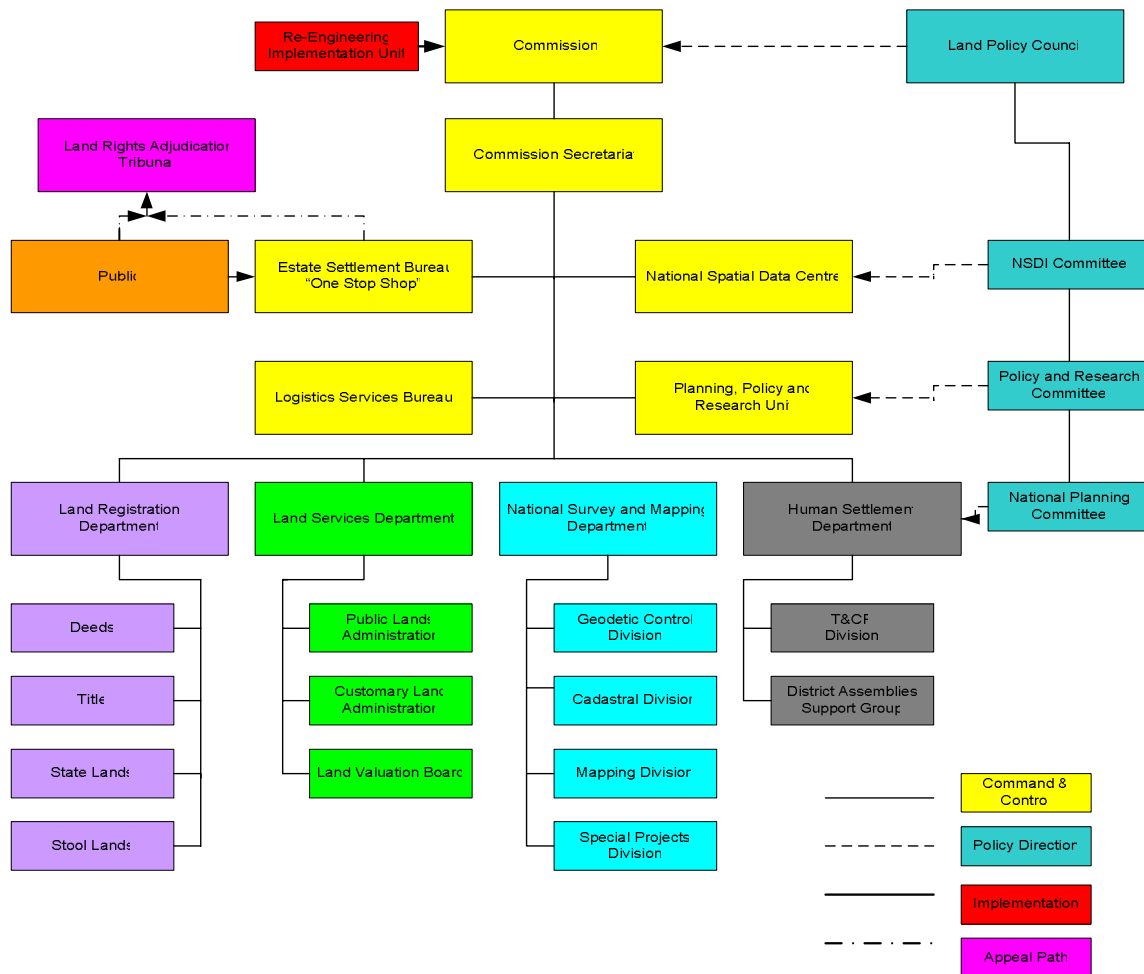 Re-Engineering
Implementation Unit
Commission
Land Policy Counci
Land Rights Adjudication
Tribuna
Commission Secretariat
Public
Estate Settlement Bureau
“One Stop Shop”
National Spatial Data Centre
NSDI Committee
Logistics Services Bureau
Planning, Policy and
Research Unit
Policy and Research
Committee
Land Registration
Department
Land Services Department
National Survey and Mapping
Department
Human Settlement
Department
National Planning
Committee
Deeds
Public Lands
Administration
Geodetic Control
Division
T&CP
Division
Title
Customary Land
Administration
Cadastral Division
District Assemblies
Support Group
State Lands
Land Valuation Board
Mapping Division
Command &
Contro
Stool Lands
Special Projects
Division
Policy Direction
Implementation
Appeal Path